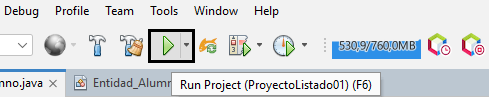 Debug Profile Team Tools Window Help
530,9/760,0MB
nno.java Entidad_Alumn
Run Project (ProyectoListado01) (F6)